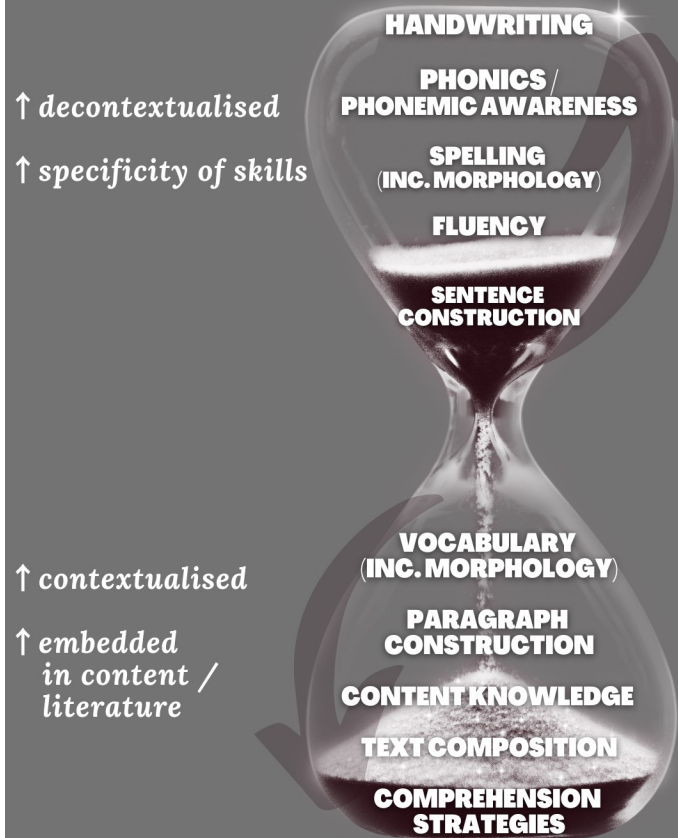 HANDWRITING
PHONICS /
PHONEMIC AWARENESS
↑ decontextualised
↑ specificity of skills
SPELLING
(INC. MORPHOLOGY)
FLUENCY
SENTENCE
CONSTRUCTION
VOCABULARY
(INC. MORPHOLOGY)
↑ contextualised
↑ embedded
in content /
literature
PARAGRAPH
CONSTRUCTION
CONTENT KNOWLEDGE
TEXT COMPOSITION
COMPREHENSION
STRATEGIES